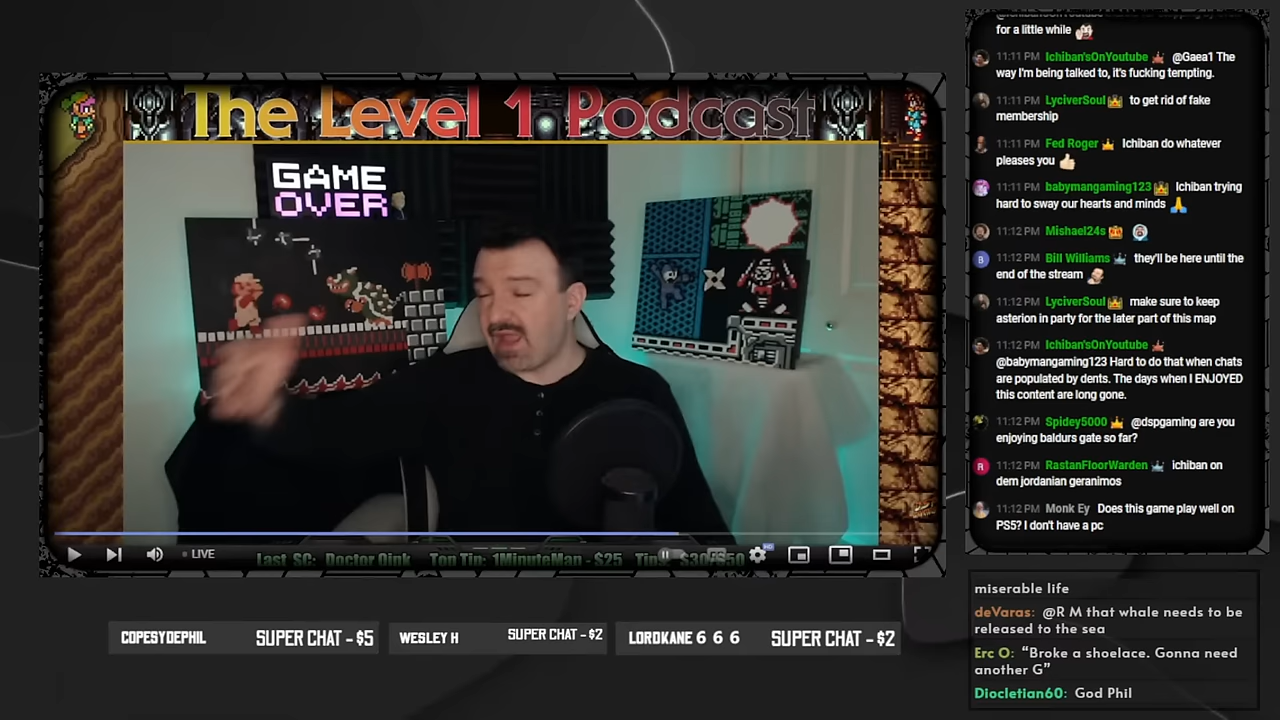 The Level 1 Podcast
GAME
OVER
LIVE
Last SC: Doctor Oink Top Tip: 1MinuteMan - $25
COPESYDEPHIL SUPER CHAT - $5
WESLEY H SUPER CHAT - $2
LORDKANE 6 6 6 SUPER CHAT - $2
for a little while
11:11 PM Ichiban'sOnYoutube @Gaea1 The
way I'm being talked to, it's fucking tempting.
11:11 PM LyciverSoul to get rid of fake
membership
11:11 PM Fed Roger Ichiban do whatever
pleases you
11:11 PM babymangaming123 Ichiban trying
hard to sway our hearts and minds
11:12 PM Mishael24s
11:12 PM Bill Williams they'll be here until the
end of the stream
11:12 PM LyciverSoul make sure to keep
asterion in party for the later part of this map
11:12 PM Ichiban'sOnYoutube
@babymangaming123 Hard to do that when chats
are populated by dents. The days when I ENJOYED
this content are long gone.
11:12 PM Spidey5000 @dspgaming are you
enjoying baldurs gate so far?
11:12 PM RastanFloorWarden ichiban on
dem jordanian geranimos
11:12 PM Monk Ey Does this game play well on
PS5? I don't have a pc
miserable life
deVaras: @R M that whale needs to be
released to the sea
Erc O: “Broke a shoelace. Gonna need
another G”
Diocletian60: God Phil